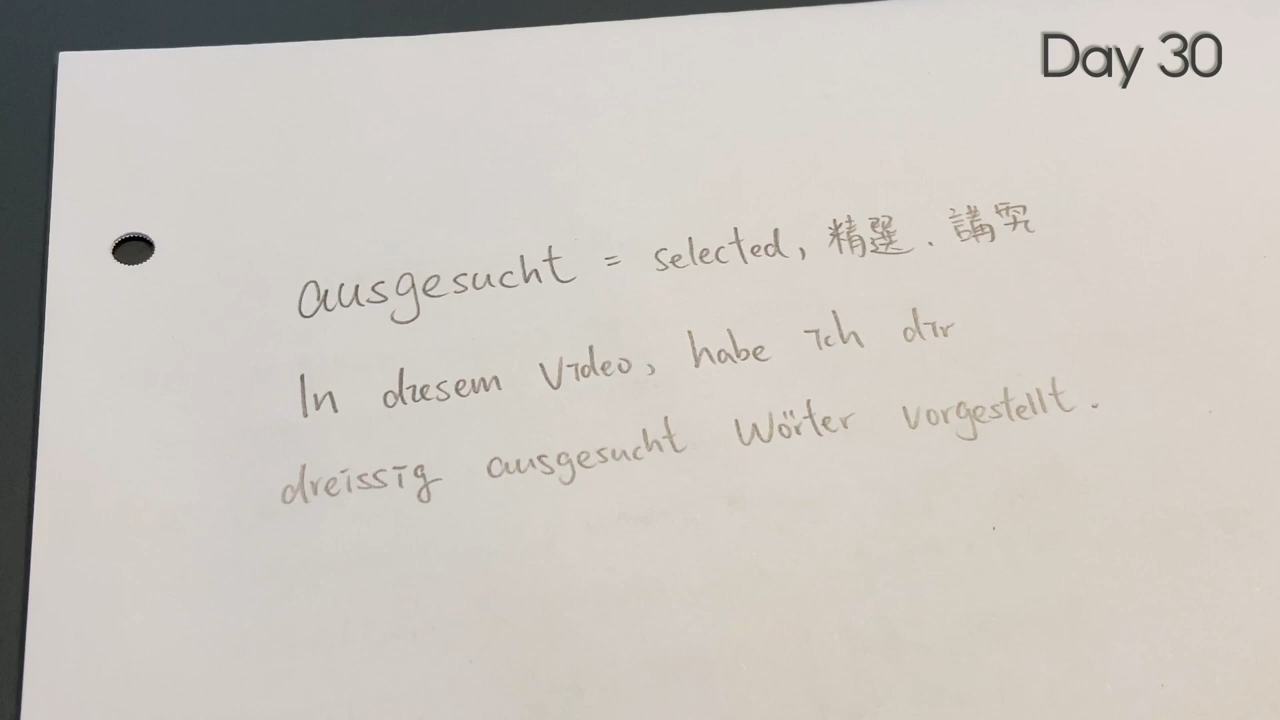 Day 30
ausgesucht = selected, 精選. 講究
In diesem Video, habe ich dir
dreissig ausgesucht Wörter vorgestellt.